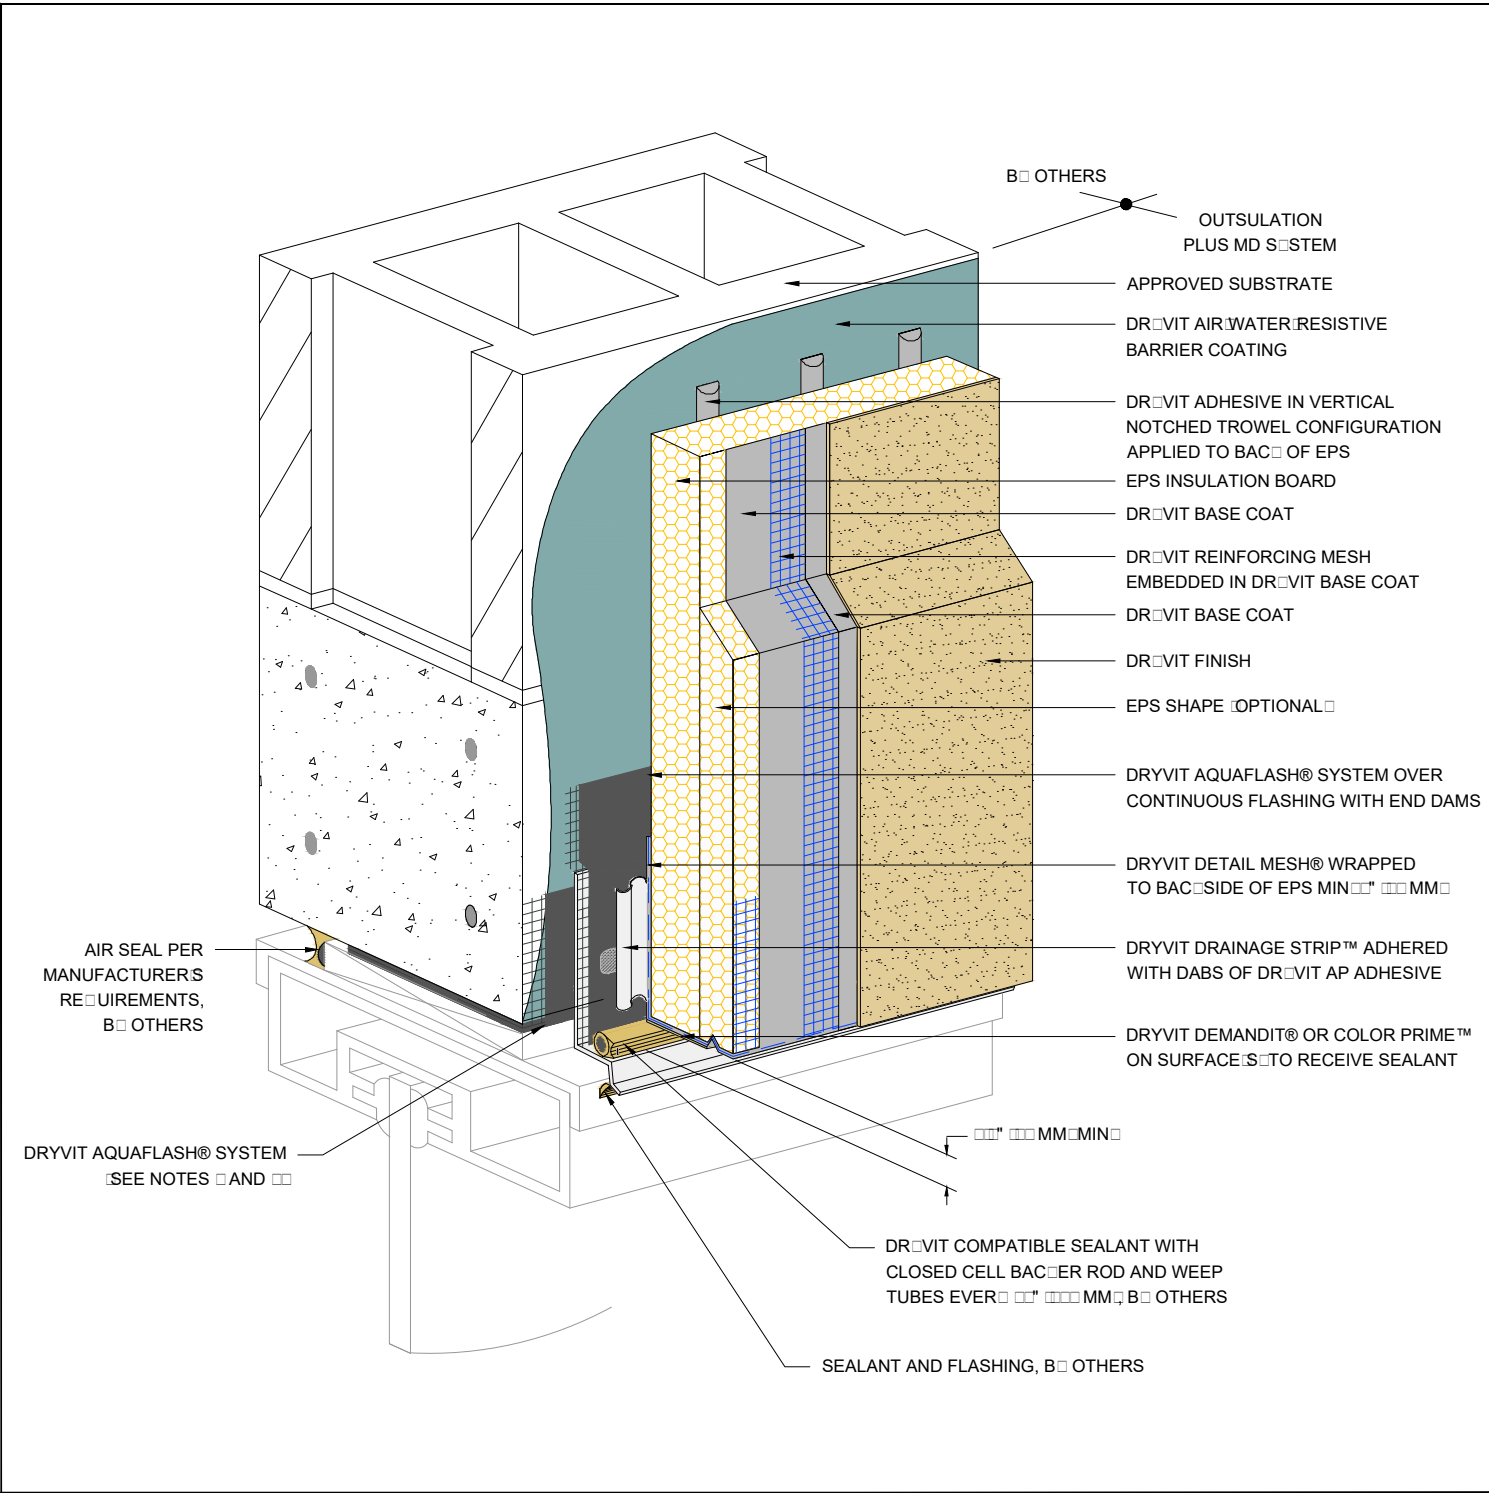 B□ OTHERS
OUTSULATION
PLUS MD S□STEM
APPROVED SUBSTRATE
DR□VIT AIR□WATER□RESISTIVE
BARRIER COATING
DR□VIT ADHESIVE IN VERTICAL
NOTCHED TROWEL CONFIGURATION
APPLIED TO BAC□ OF EPS
EPS INSULATION BOARD
DR□VIT BASE COAT
DR□VIT REINFORCING MESH
EMBEDDED IN DR□VIT BASE COAT
DR□VIT BASE COAT
DR□VIT FINISH
EPS SHAPE □OPTIONAL□
DRYVIT AQUAFLASH® SYSTEM OVER
CONTINUOUS FLASHING WITH END DAMS
DRYVIT DETAIL MESH® WRAPPED
TO BAC□SIDE OF EPS MIN□□" □□□ MM□
DRYVIT DRAINAGE STRIP™ ADHERED
WITH DABS OF DR□VIT AP ADHESIVE
DRYVIT DEMANDIT® OR COLOR PRIME™
ON SURFACE□S□TO RECEIVE SEALANT
AIR SEAL PER
MANUFACTURER□S
RE□UIREMENTS,
B□ OTHERS
DRYVIT AQUAFLASH® SYSTEM
□SEE NOTES □ AND □□
□□□" □□□ MM□MIN□
DR□VIT COMPATIBLE SEALANT WITH
CLOSED CELL BAC□ER ROD AND WEEP
TUBES EVER□ □□" □□□□ MM□, B□ OTHERS
SEALANT AND FLASHING, B□ OTHERS